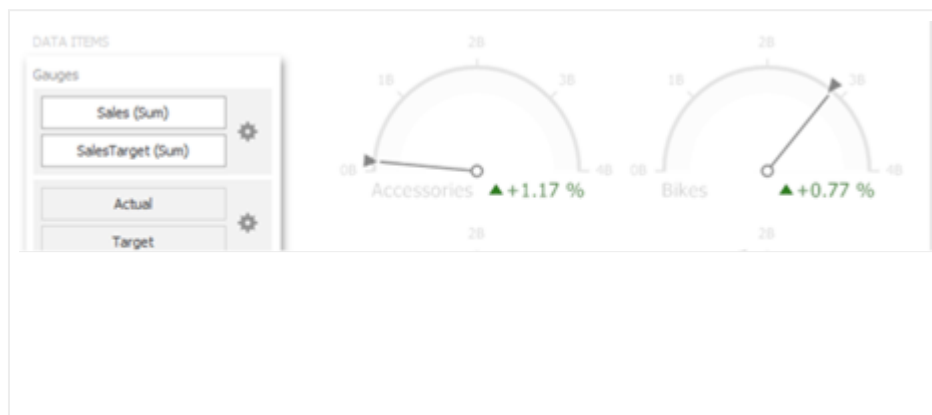 DATA ITEMS
Gauges
Sales (Sum)
SalesTarget (Sum)
Actual
Target
2B
1B
3B
0B
4B
Accessories
▲+1.17 %
2B
1B
3B
0B
4B
Bikes
▲+0.77 %
2B
2B